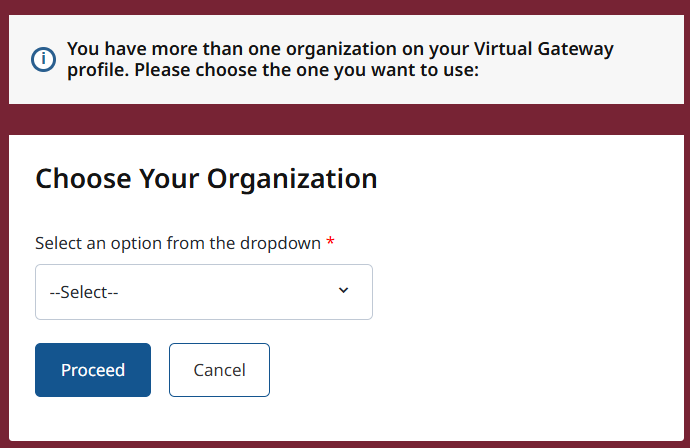 You have more than one organization on your Virtual Gateway
profile. Please choose the one you want to use:
Choose Your Organization
Select an option from the dropdown *
--Select--
Proceed
Cancel